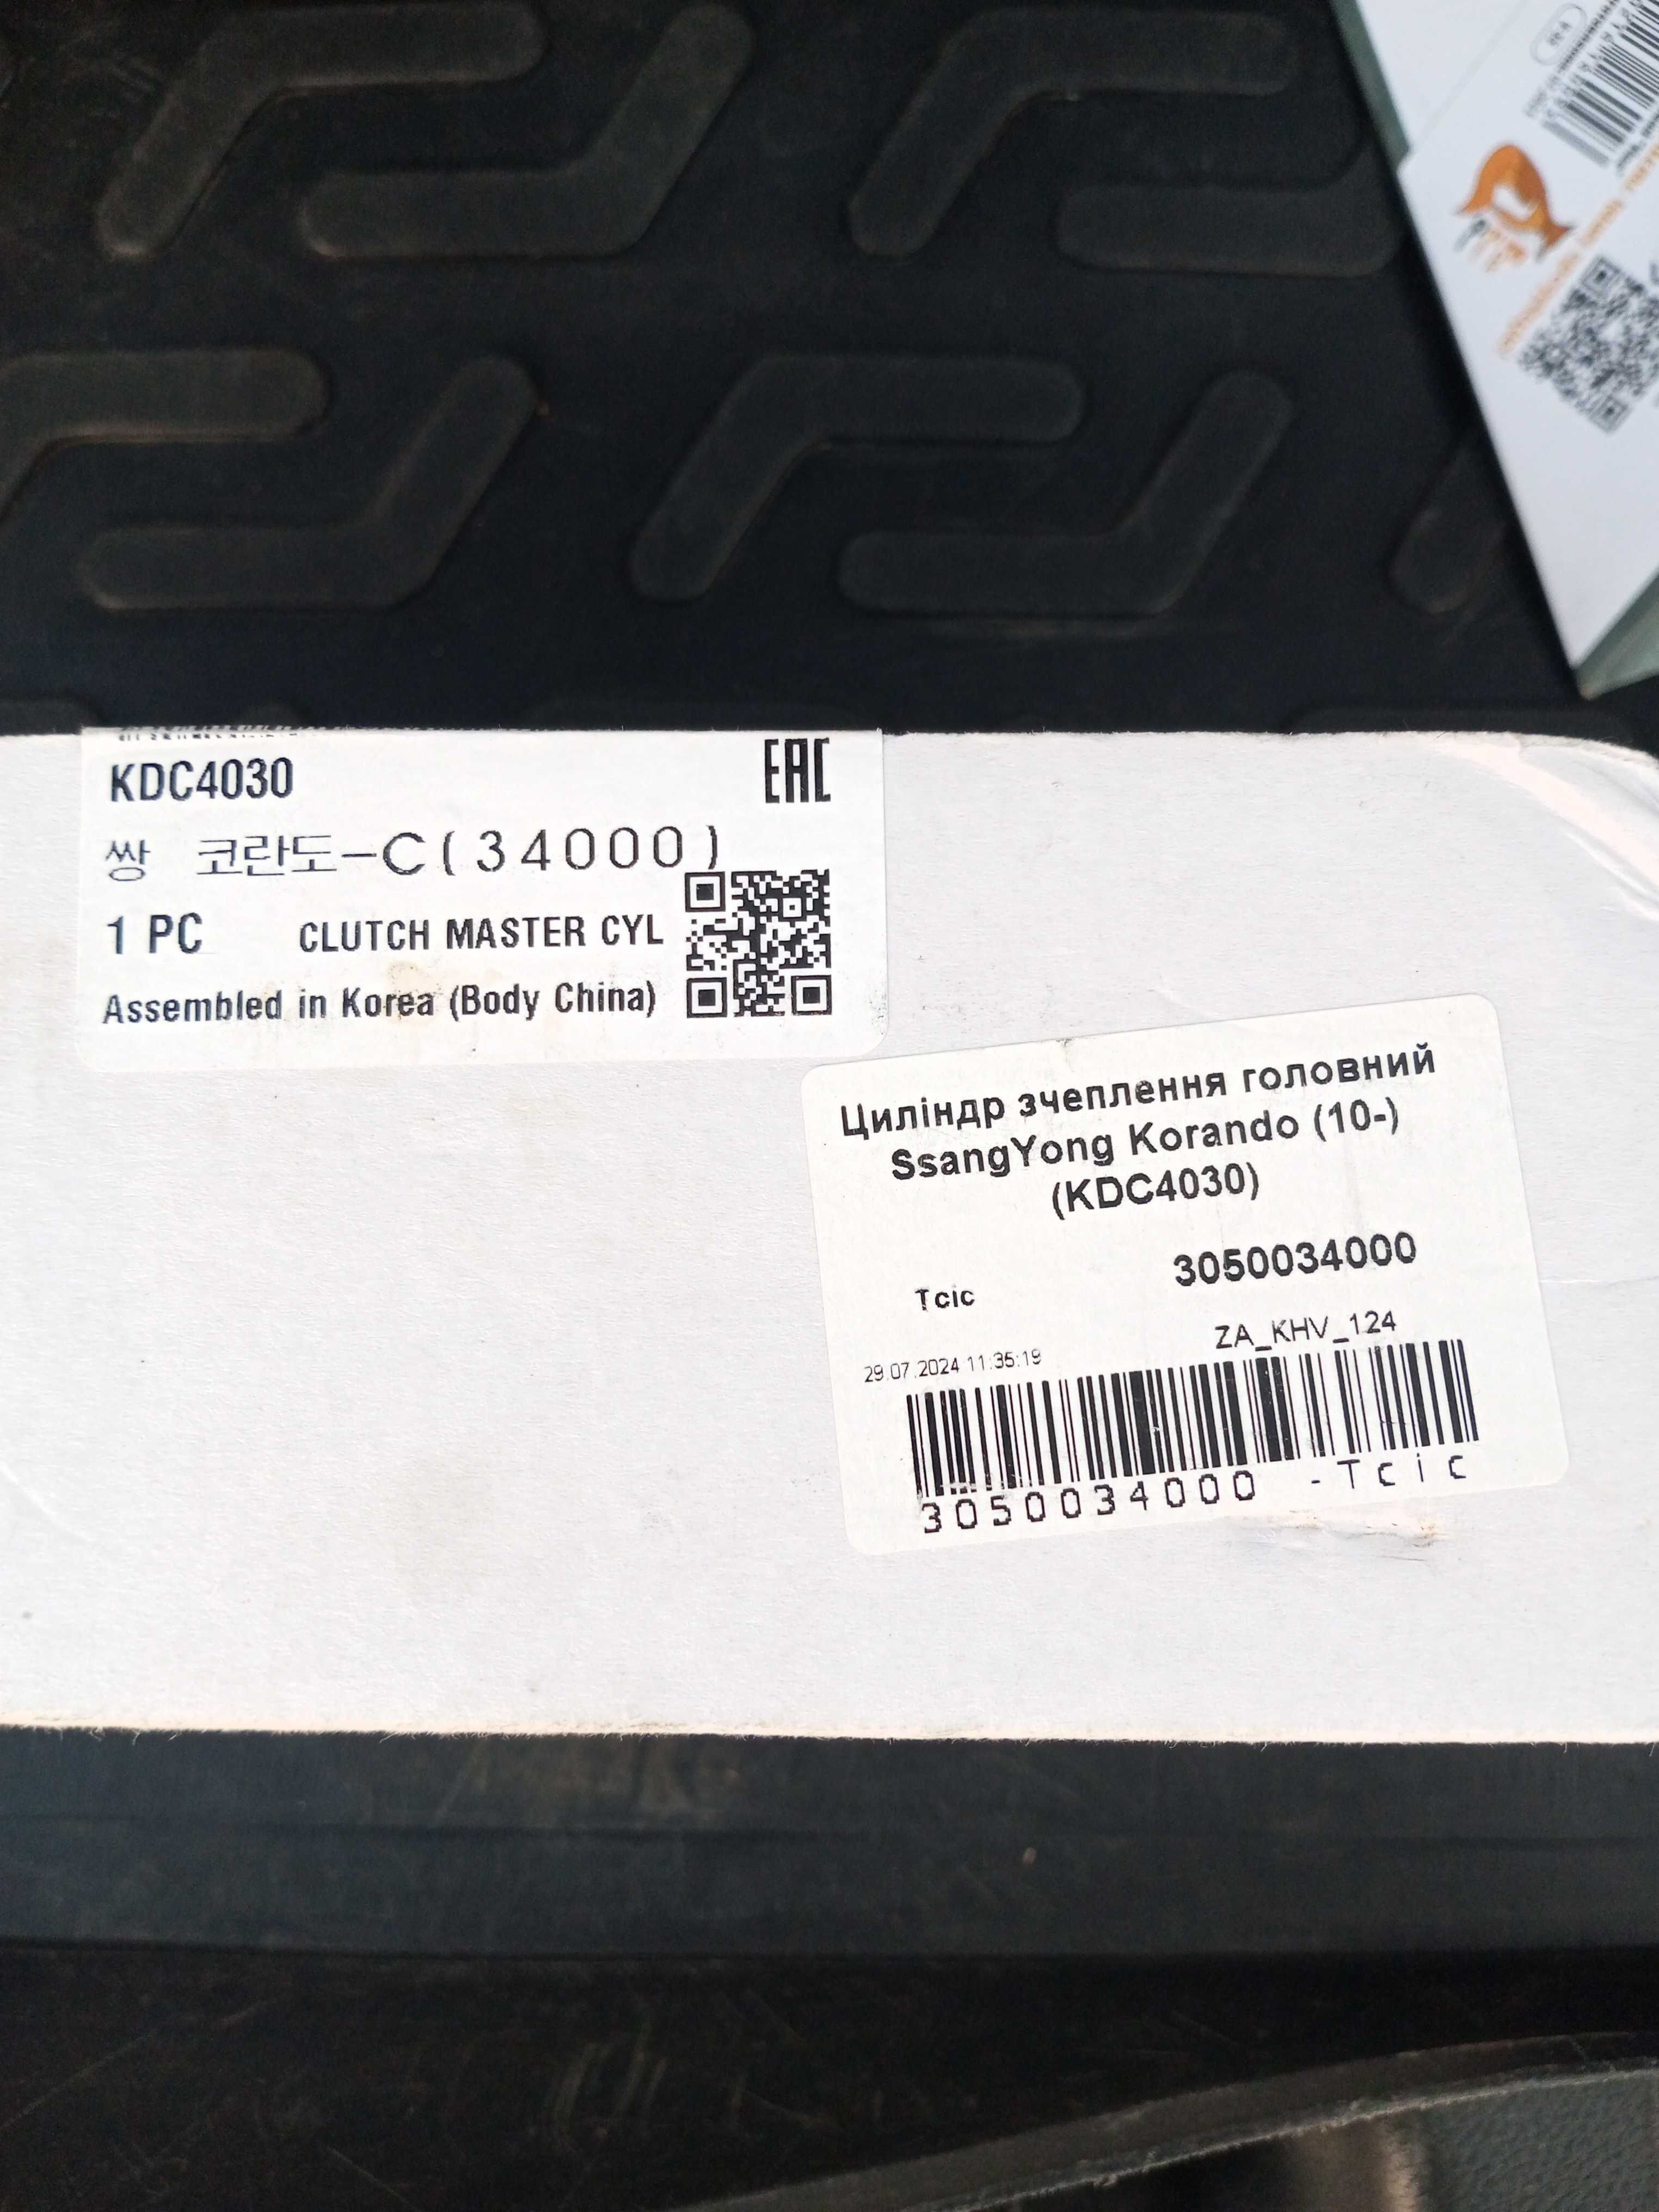 KDC4030
EAC
쌍 코란도-C(34000)
1 PC CLUTCH MASTER CYL
Assembled in Korea (Body China)
Циліндр зчеплення головний
SsangYong Korando (10-)
(KDC4030)
3050034000
Tcic
ZA_KHV_124
29.07.2024 11:35:19
3050034000 -Tcic